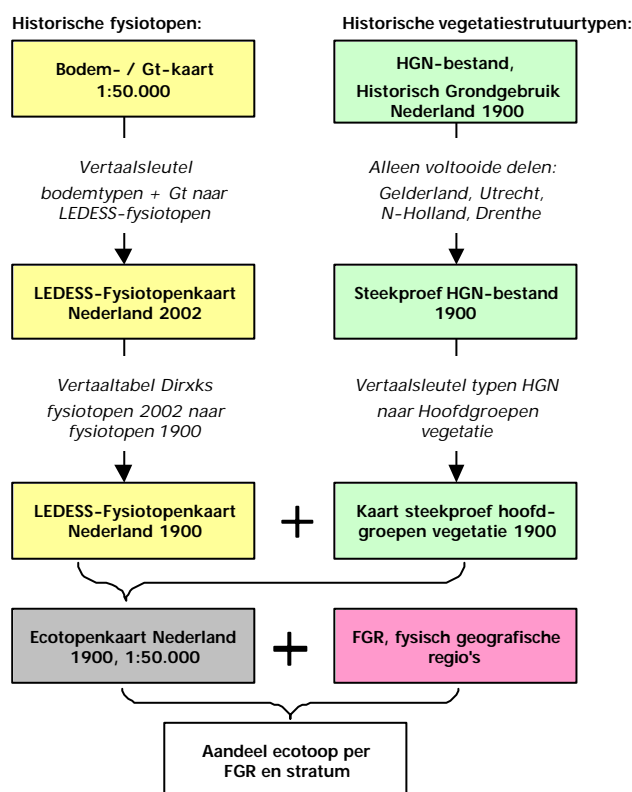 Historische fysiotopen:
Bodem- / Gt-kaart
1:50.000
Vertaalsleutel
bodemtypen + Gt naar
LEDESS-fysiotopen
LEDESS-Fysiotopenkaart
Nederland 2002
Vertaaltabel Dirxks
fysiotopen 2002 naar
fysiotopen 1900
LEDESS-Fysiotopenkaart
Nederland 1900
Historische vegetatiestrutuurtypen:
HGN-bestand,
Historisch Grondgebruik
Nederland 1900
Alleen voltooide delen:
Gelderland, Utrecht,
N-Holland, Drenthe
Steekproef HGN-bestand
1900
Vertaalsleutel typen HGN
naar Hoofdgroepen
vegetatie
+
Kaart steekproef hoofd-
groepen vegetatie 1900
Ecotopenkaart Nederland
1900, 1:50.000
+
FGR, fysisch geografische
regio's
Aandeel ecotoop per
FGR en stratum